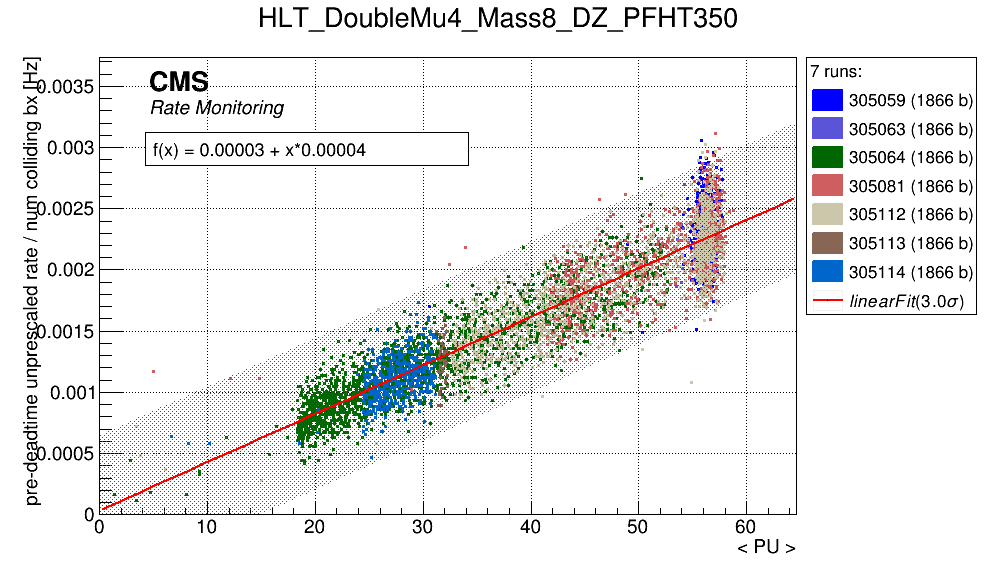 HLT_DoubleMu4_Mass8_DZ_PFHT350
pre-deadtime unprescaled rate / num colliding bx [Hz]
CMS
Rate Monitoring
f(x) = 0.00003 + x*0.00004
0.0035
0.003
0.0025
0.002
0.0015
0.001
0.0005
0
0 10 20 30 40 50 60
< PU >
7 runs:
305059 (1866 b)
305063 (1866 b)
305064 (1866 b)
305081 (1866 b)
305112 (1866 b)
305113 (1866 b)
305114 (1866 b)
linearFit(3.0σ)